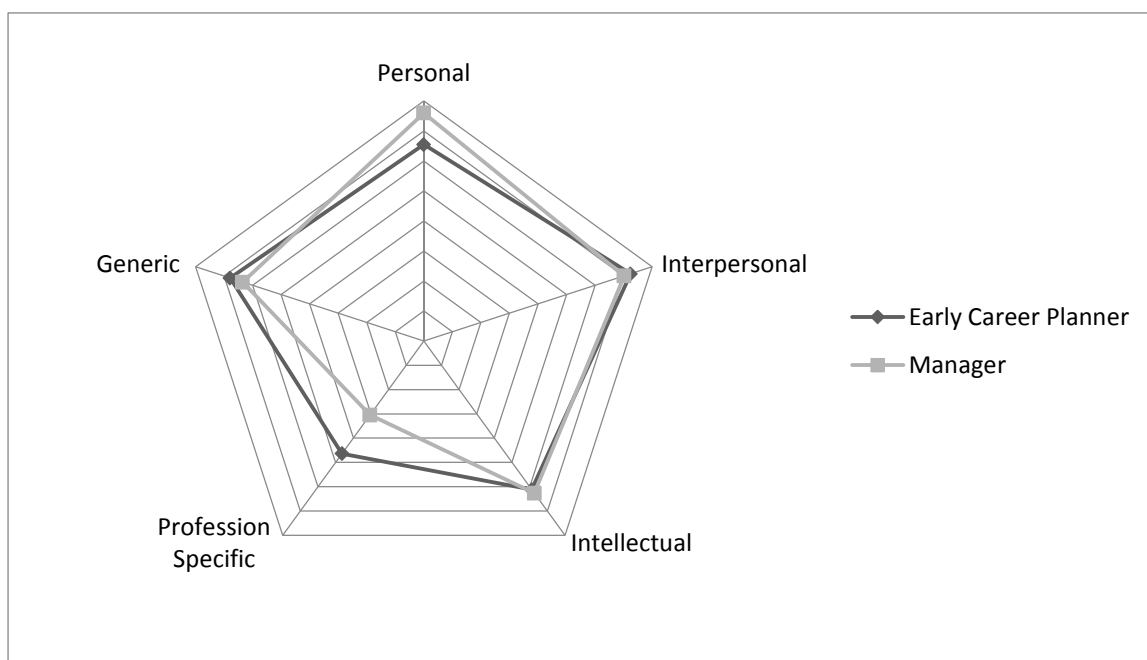 Personal
Generic
Interpersonal
Early Career Planner
Manager
Profession
Specific
Intellectual